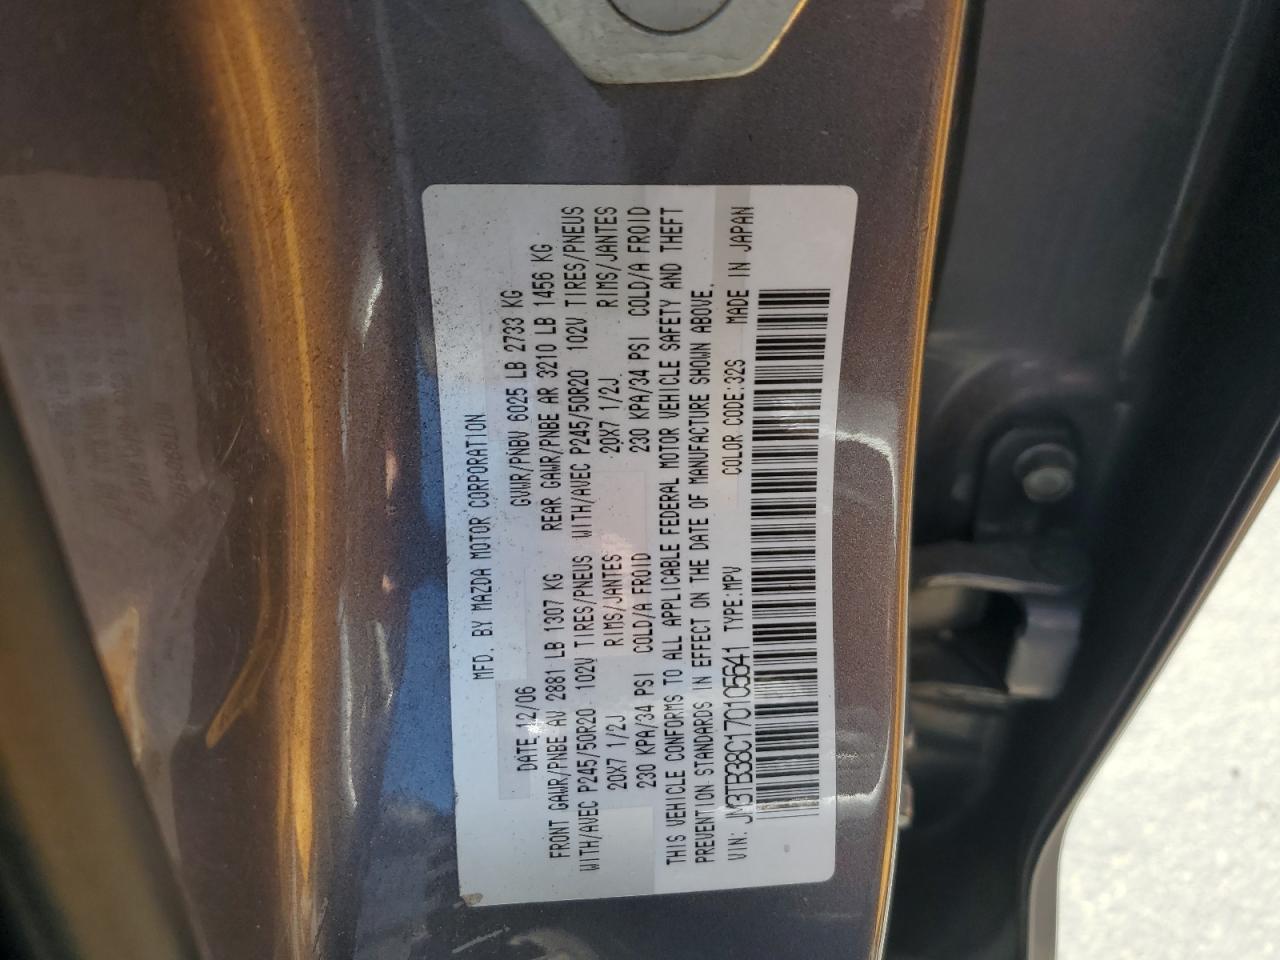 MFD. BY MAZDA MOTOR CORPORATION
DATE 12/06 GVWR/PNBV 6025 LB 2733 KG
FRONT GAWR/PNBE AV 2881 LB 1307 KG REAR GAWR/PNBE AR 3210 LB 1456 KG
WITH/AVEC P245/50R20 102V TIRES/PNEUS WITH/AVEC P245/50R20 102V TIRES/PNEUS
20X7 1/2J RIMS/JANTES 20X7 1/2J RIMS/JANTES
230 KPA/34 PSI COLD/A FROID 230 KPA/34 PSI COLD/A FROID
THIS VEHICLE CONFORMS TO ALL APPLICABLE FEDERAL MOTOR VEHICLE SAFETY AND THEFT
PREVENTION STANDARDS IN EFFECT ON THE DATE OF MANUFACTURE SHOWN ABOVE.
VIN: JM3TB38C170105641 TYPE:MPV COLOR CODE:32S MADE IN JAPAN